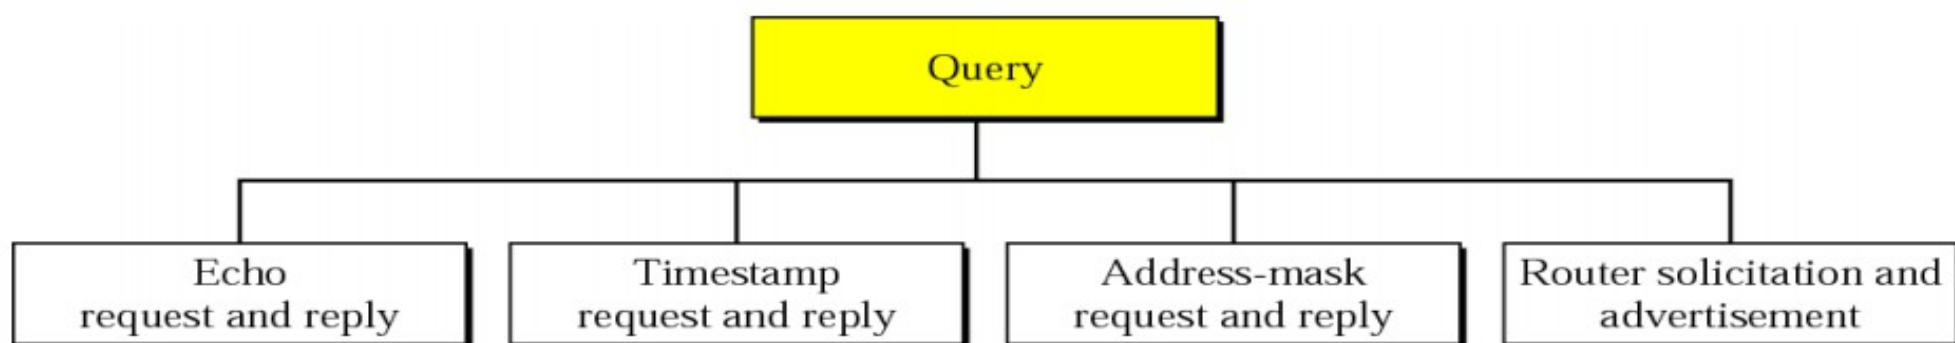 Query
Echo
request and reply
Timestamp
request and reply
Address-mask
request and reply
Router solicitation and
advertisement